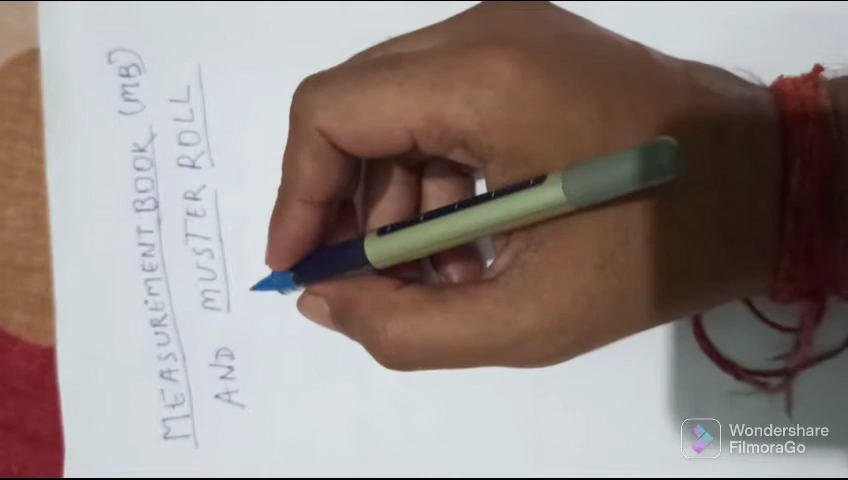 MEASUREMENT BOOK (MB)
AND MUSTER ROLL
Wondershare
FilmoraGo